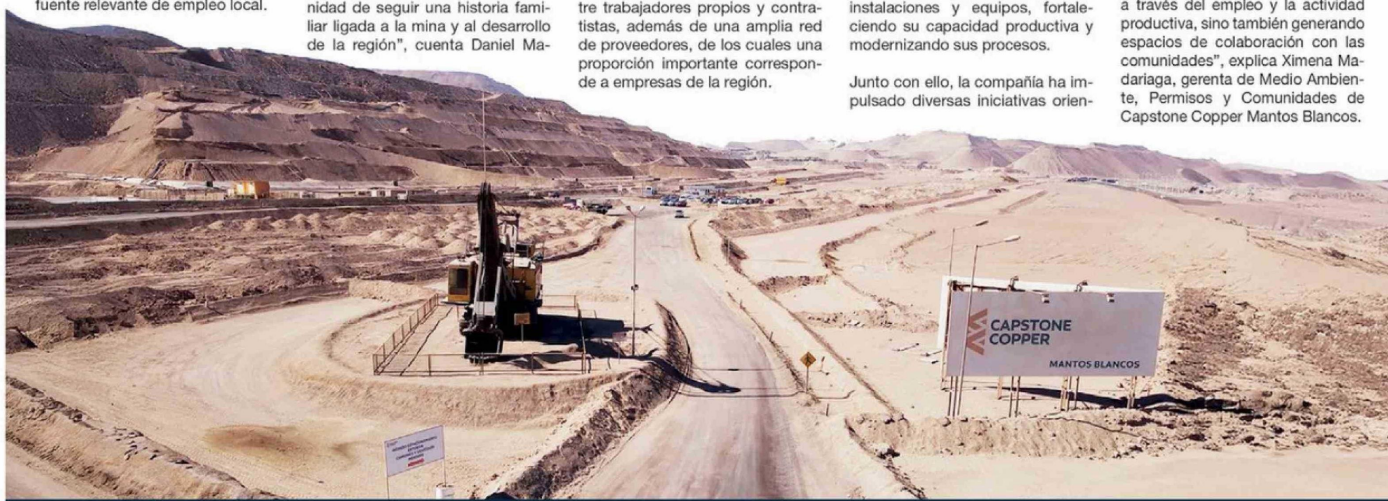 fuente relevante de empleo local.
nidad de seguir una historia fami-
liar ligada a la mina y al desarrollo
de la región”, cuenta Daniel Ma-
tre trabajadores propios y contra-
tistas, además de una amplia red
de proveedores, de los cuales una
proporción importante correspon-
de a empresas de la región.
instalaciones y equipos, fortale-
ciendo su capacidad productiva y
modernizando sus procesos.
Junto con ello, la compañía ha im-
pulsado diversas iniciativas orien-
a través del empleo y la actividad
productiva, sino también generando
espacios de colaboración con las
comunidades”, explica Ximena Ma-
dariaga, gerenta de Medio Ambien-
te, Permisos y Comunidades de
Capstone Copper Mantos Blancos.
CAPSTONE
COPPER
MANTOS BLANCOS